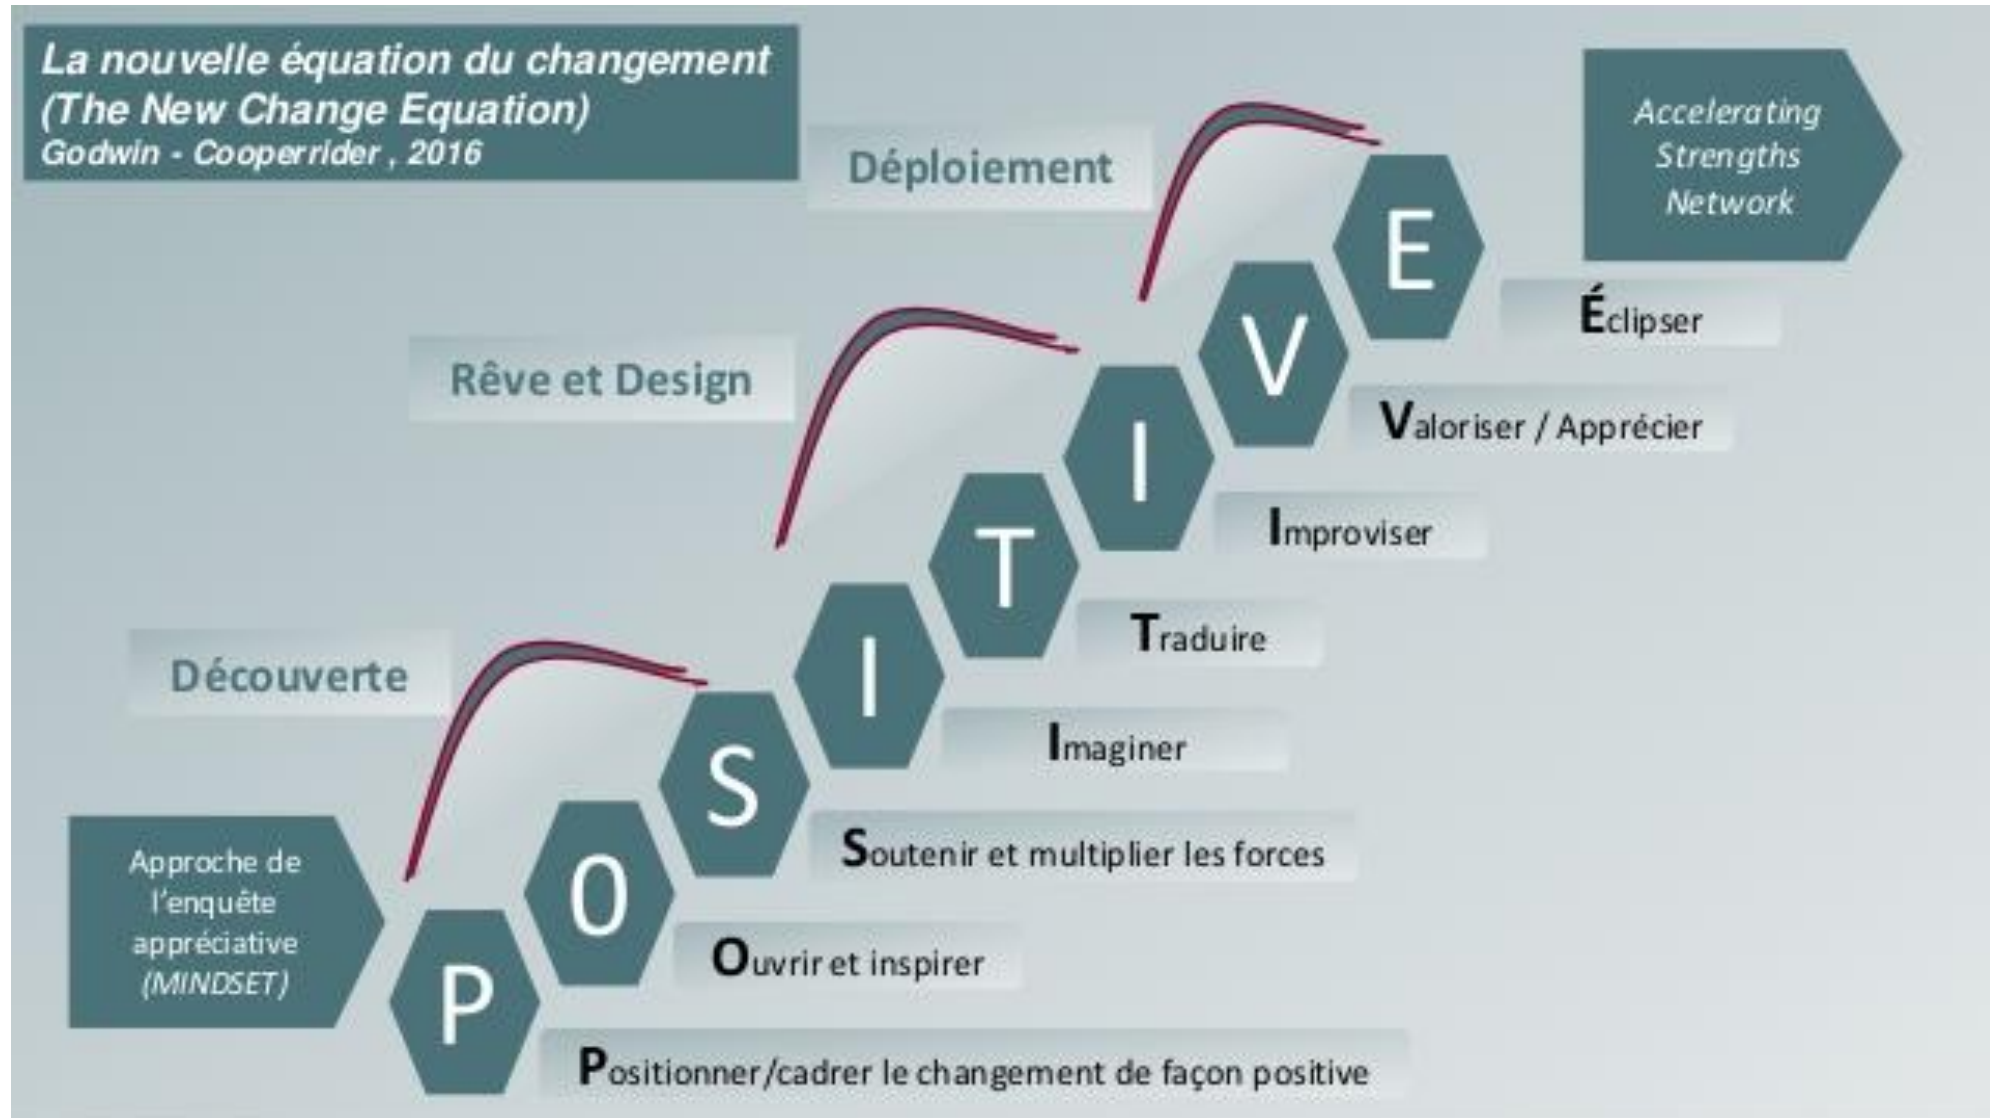 La nouvelle équation du changement
(The New Change Equation)
Godwin - Cooperrider , 2016
Accelerating
Strengths
Network
Déploiement
E
Éclipser
V
Valoriser / Apprécier
Rêve et Design
I
Improviser
T
Traduire
I
Imaginer
Découverte
S
Soutenir et multiplier les forces
O
Ouvrir et inspirer
Approche de
l'enquête
appréciative
(MINDSET)
P
Positionner/cadrer le changement de façon positive